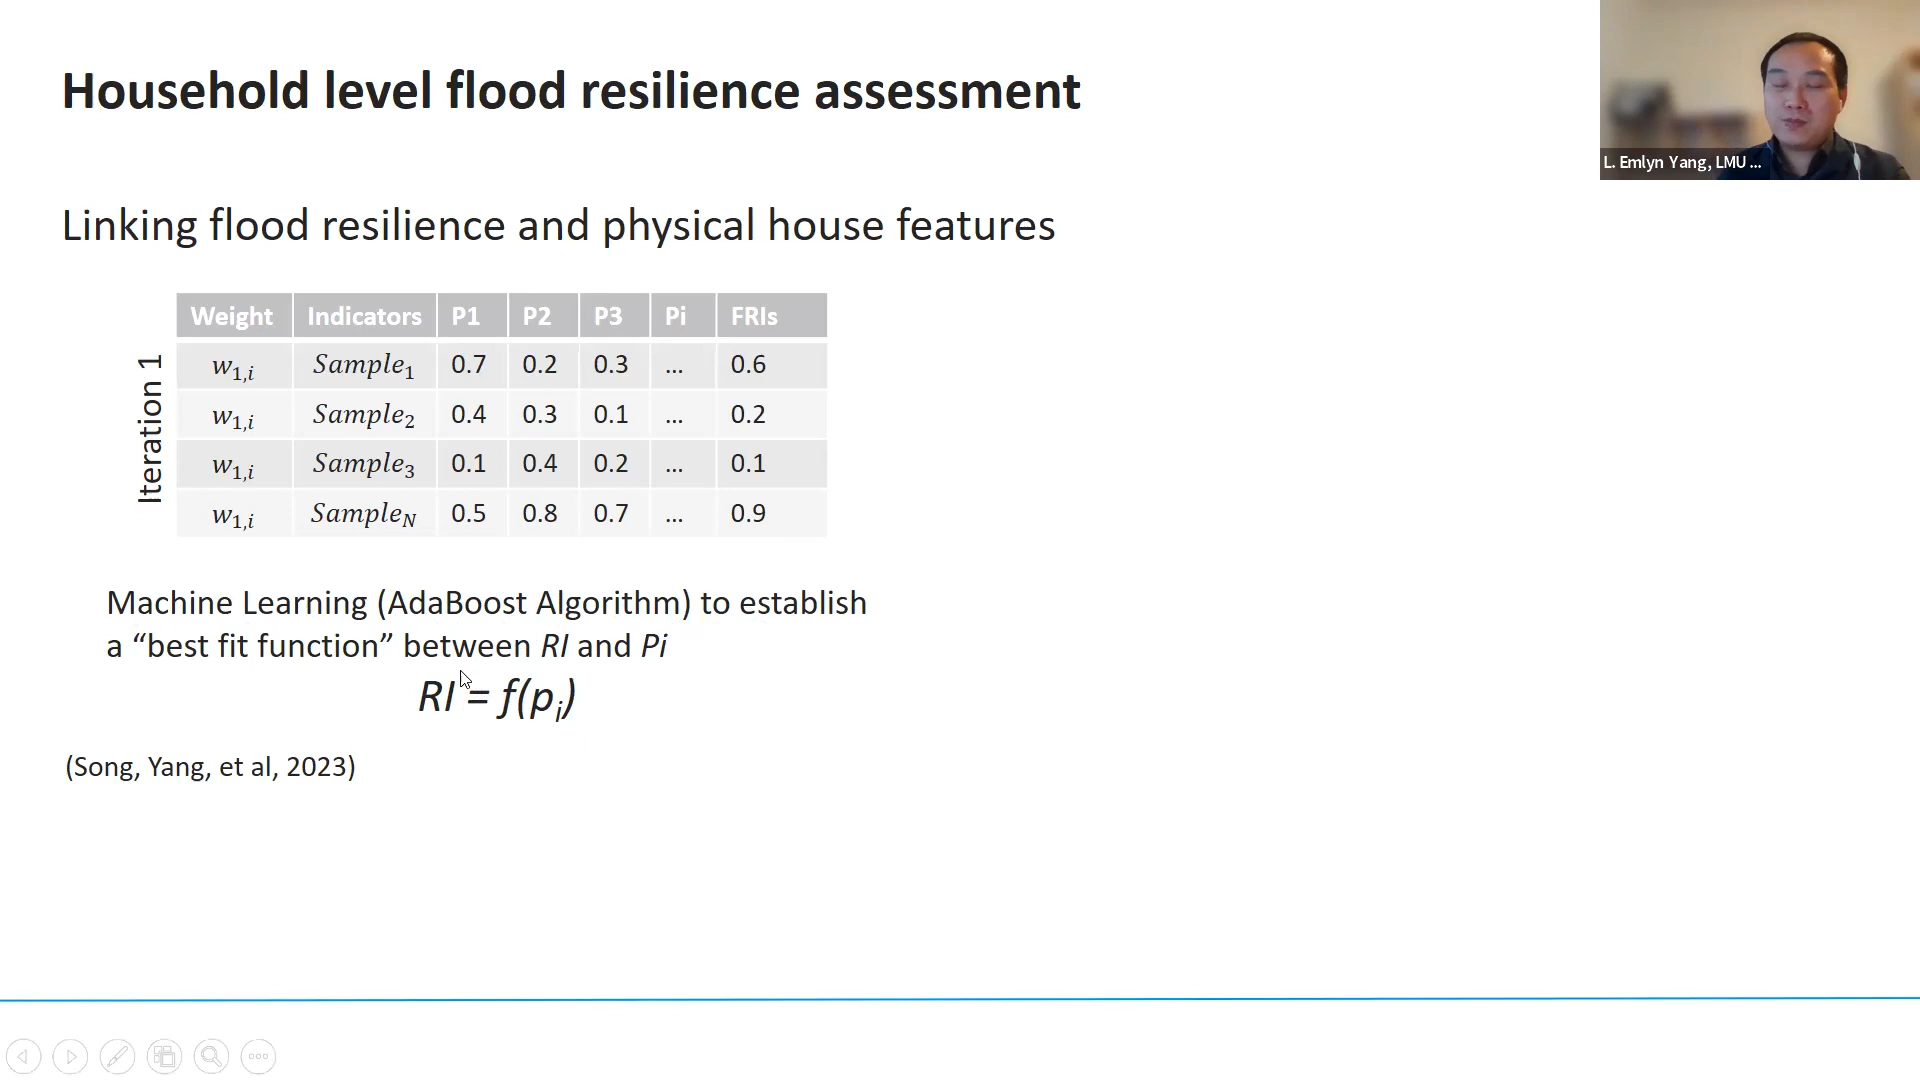 Household level flood resilience assessment
L. Emlyn Yang, LMU ...
Linking flood resilience and physical house features
Iteration 1
Weight Indicators P1 P2 P3 Pi FRIs
w1,i Sample1 0.7 0.2 0.3 ... 0.6
w1,i Sample2 0.4 0.3 0.1 ... 0.2
w1,i Sample3 0.1 0.4 0.2 ... 0.1
w1,i SampleN 0.5 0.8 0.7 ... 0.9
Machine Learning (AdaBoost Algorithm) to establish
a “best fit function” between RI and Pi
RI = f(pi)
(Song, Yang, et al, 2023)